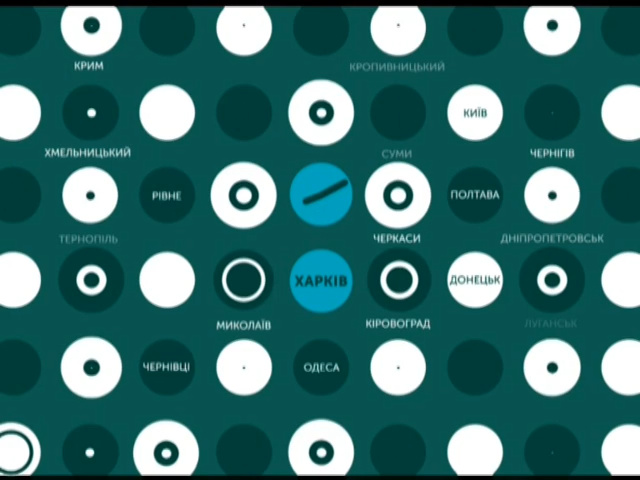 КРИМ
КРОПИВНИЦЬКИЙ
КИЇВ
ХМЕЛЬНИЦЬКИЙ
СУМИ
ЧЕРНІГІВ
РІВНЕ
ПОЛТАВА
ТЕРНОПІЛЬ
ЧЕРКАСИ
ДНІПРОПЕТРОВСЬК
ХАРКІВ
ДОНЕЦЬК
МИКОЛАЇВ
КІРОВОГРАД
ЛУГАНСЬК
ЧЕРНІВЦІ
ОДЕСА